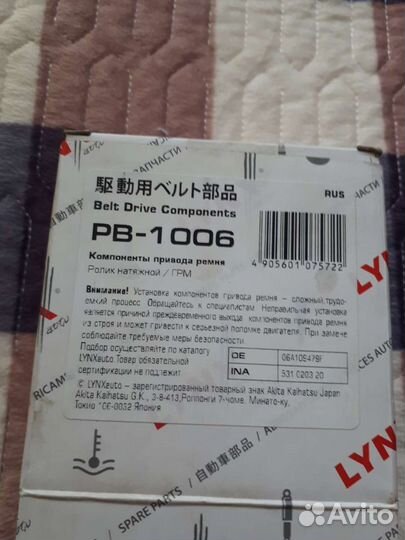 駆動用ベルト部品
RUS
Belt Drive Components
PB-1006
Компоненты привода ремня
Ролик натяжной / ГРМ
4 905601 075722
Внимание! Установка компонентов привода ремня – сложный, трудо-
емкий процесс. Обращайтесь к специалистам. Неправильная установка
является причиной преждевременного выхода компонентов привода ремня
из строя и может привести к серьезной поломке двигателя. При замене
соблюдайте требуемые меры безопасности.
Подбор осуществляйте по каталогу
LYNXauto. Товар обязательной
сертификации не подлежит.
OE 06A109479F
INA 531 0203 20
© LYNXauto – зарегистрированный товарный знак Akita Kaihatsu Japan
Akita Kaihatsu G.K., 3-8-413, Роппонги 7-чоме, Минато-ку,
Токио
Япония
ЗАПЧАСТИ
RICAM
SPARE PARTS
自動車部品
LYNX
LYNX
Avito